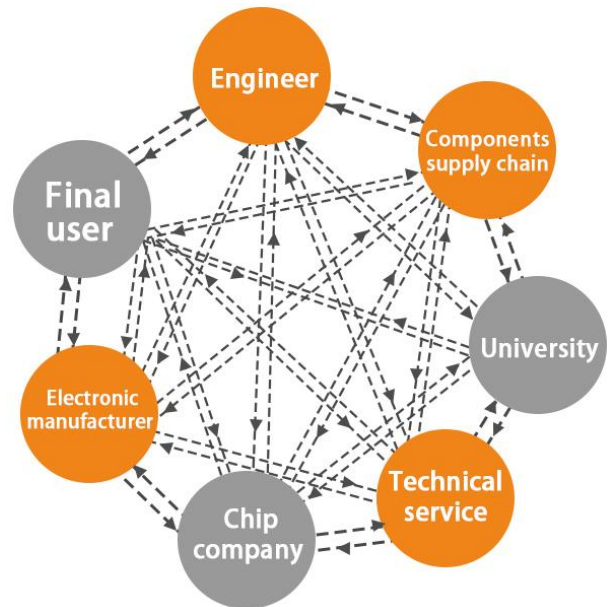 Engineer
Components
supply chain
Final
user
University
Electronic
manufacturer
Technical
service
Chip
company